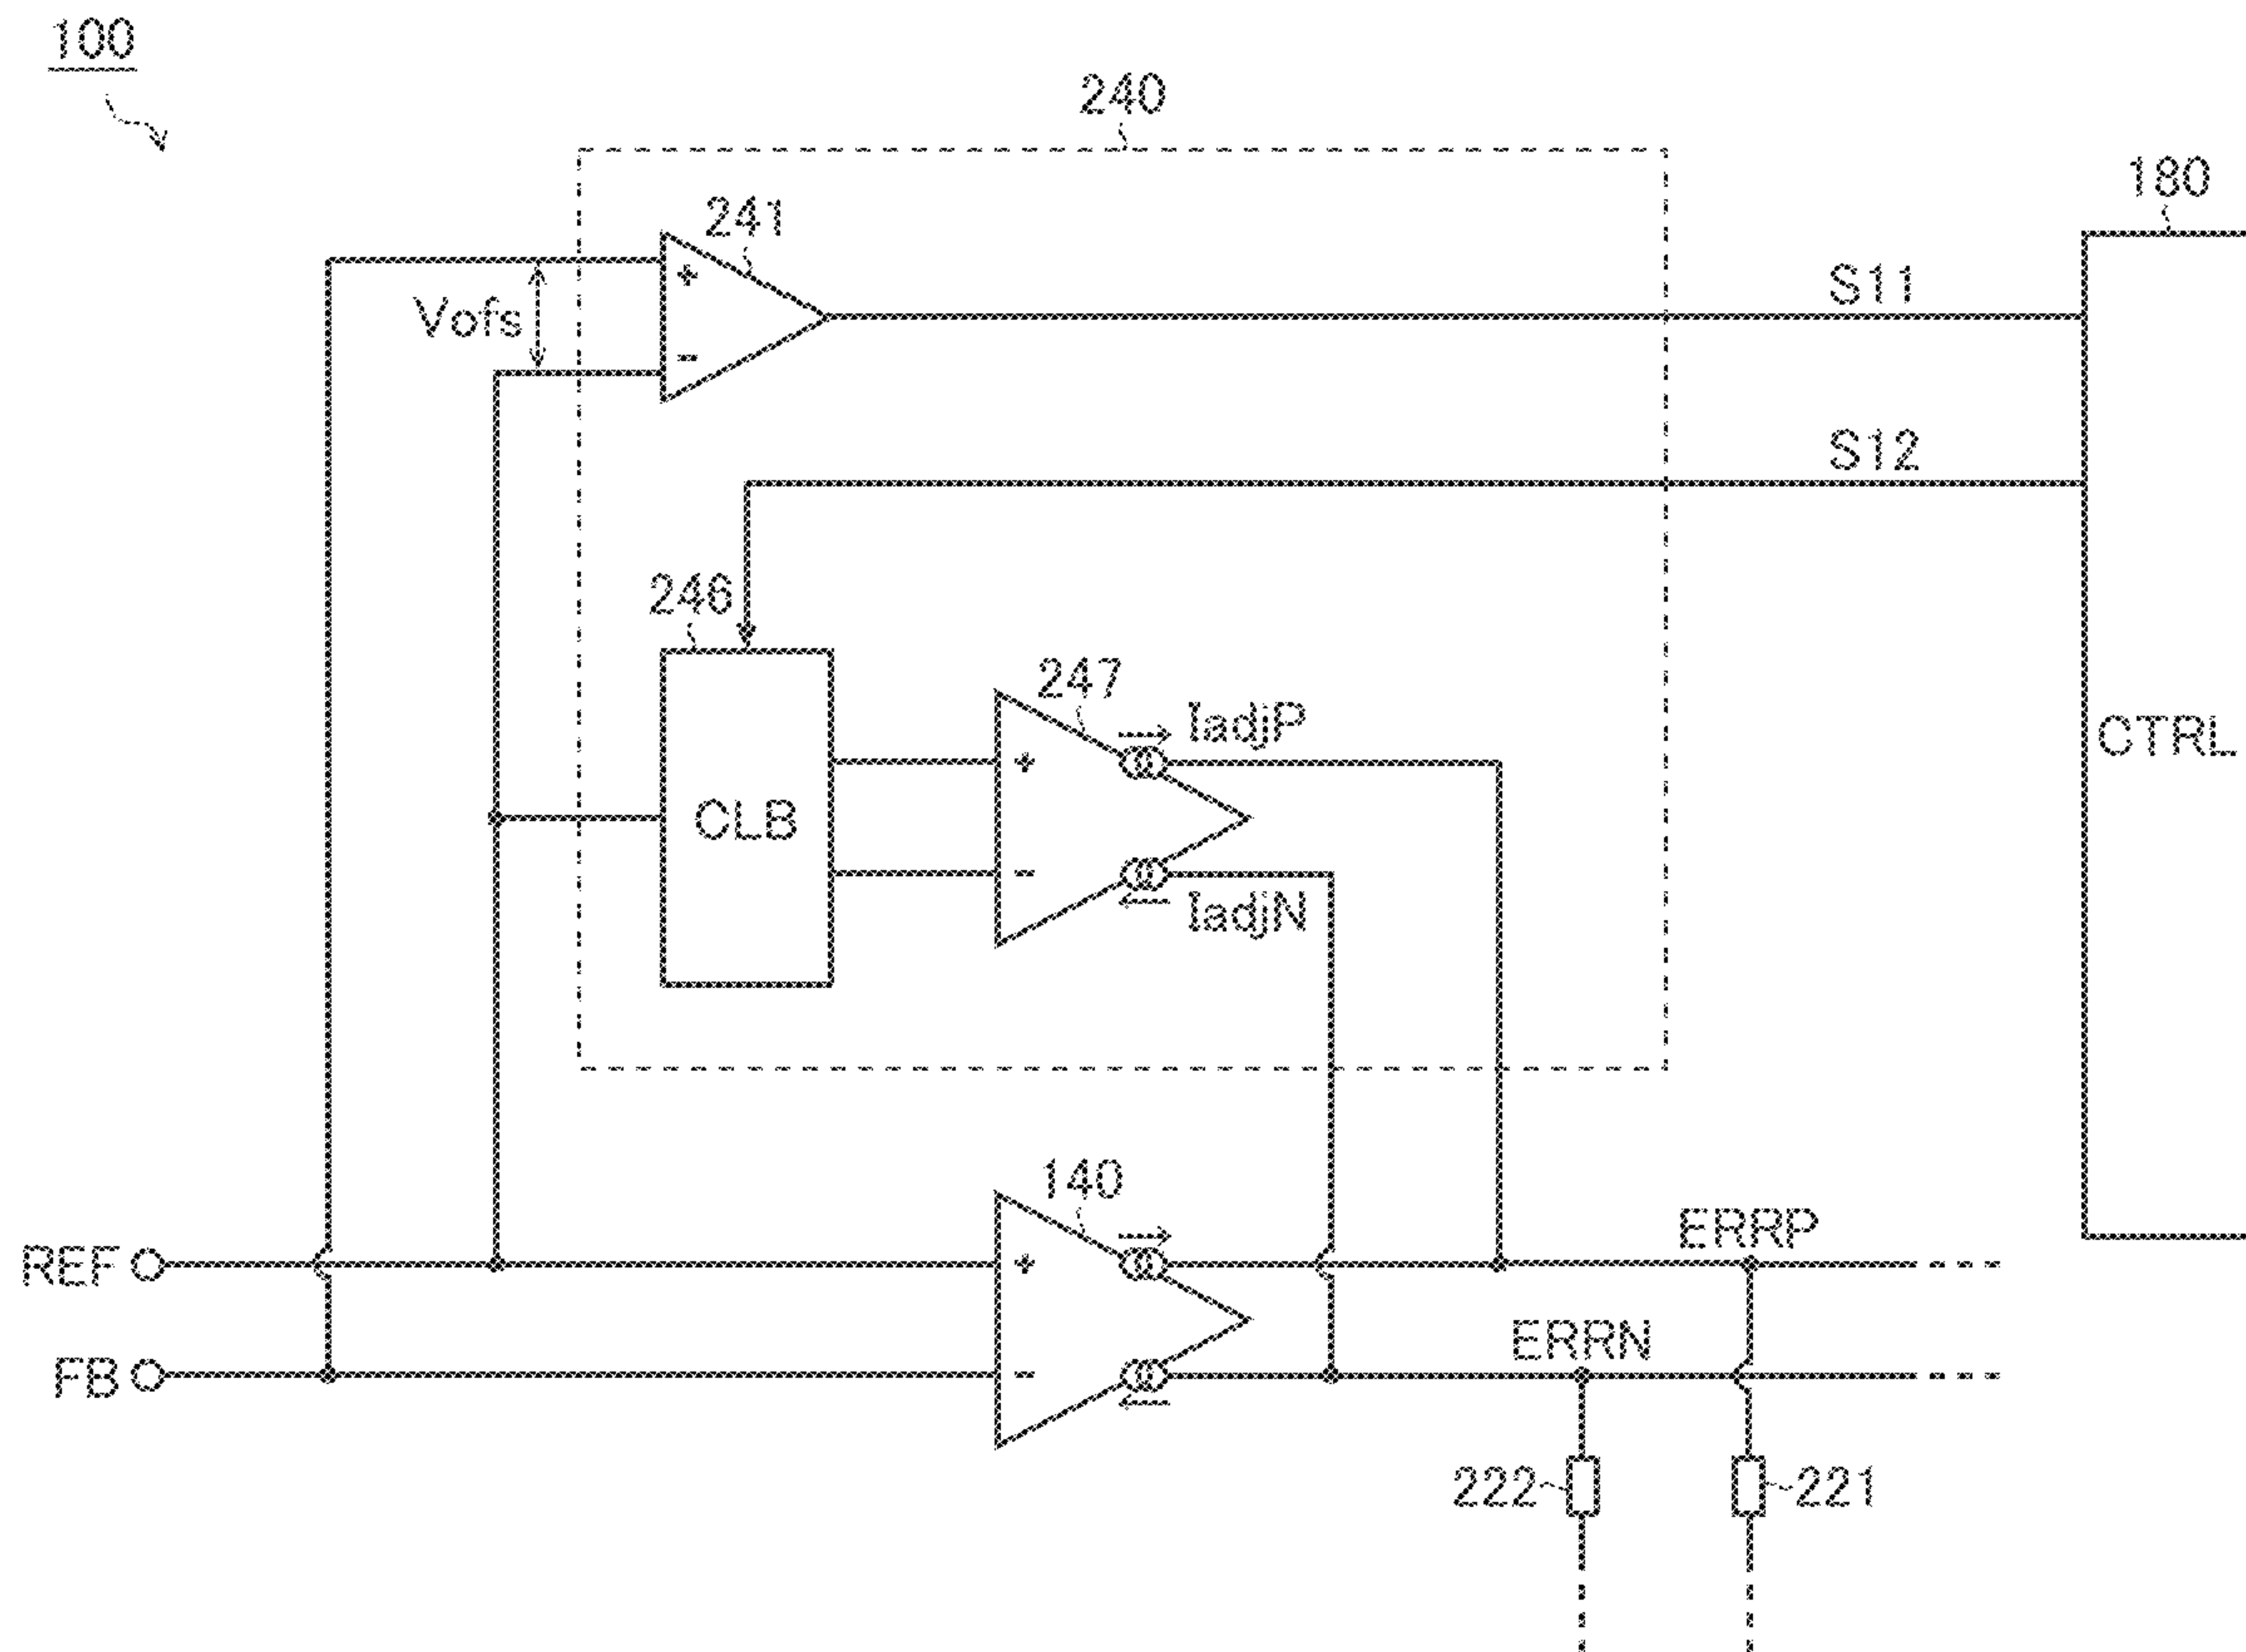 100
240
180
241
+
-
Vofs
S11
S12
246
247
IadjP
+
CLB
-
IadjN
CTRL
140
ERRP
REF
+
ERRN
FB
-
222
221